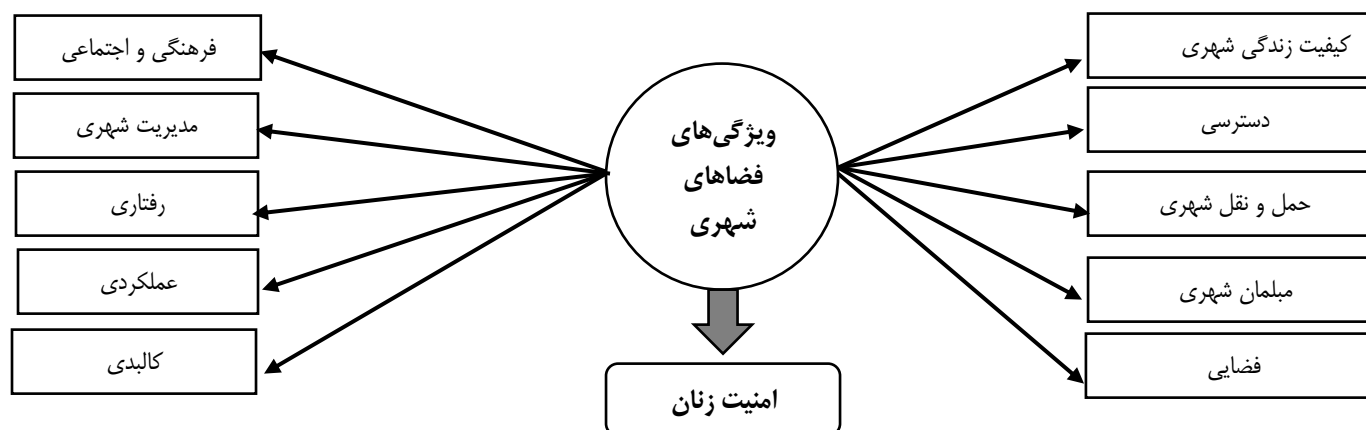 کیفیت زندگی شهری
دسترسی
حمل و نقل شهری
مبلمان شهری
فضایی
ویژگی‌های
فضاهای
شهری
امنیت زنان
فرهنگی و اجتماعی
مدیریت شهری
رفتاری
عملکردی
کالبدی